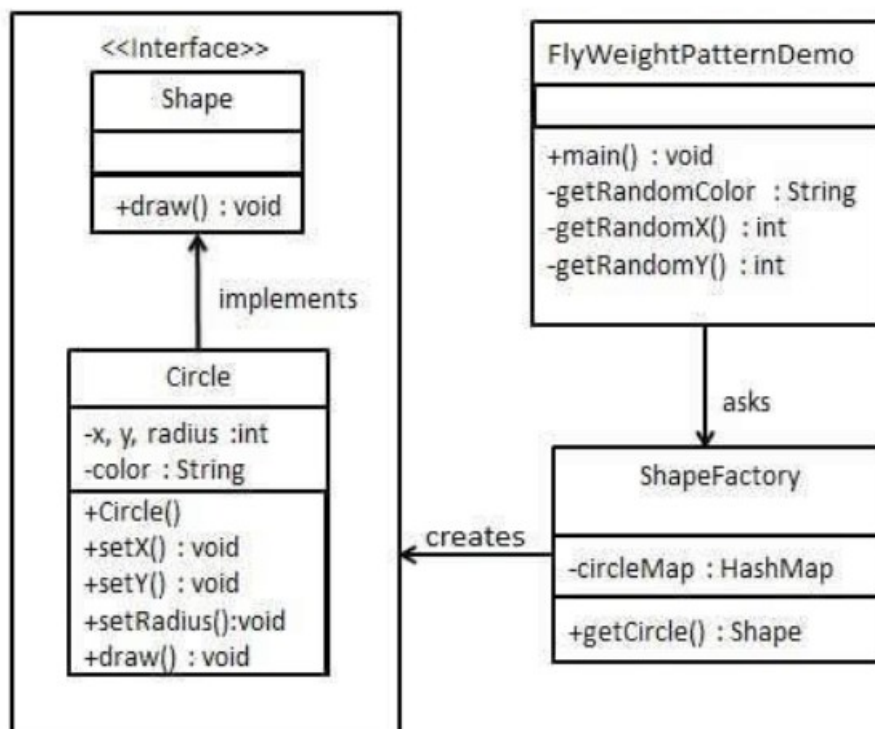 <<Interface>>
Shape
+draw() : void
implements
Circle
-x, y, radius :int
-color : String
+Circle()
+setX() : void
+setY() : void
+setRadius():void
+draw() : void
FlyWeightPatternDemo
+main() : void
-getRandomColor : String
-getRandomX() : int
-getRandomY() : int
asks
ShapeFactory
-circleMap : HashMap
+getCircle() : Shape
creates